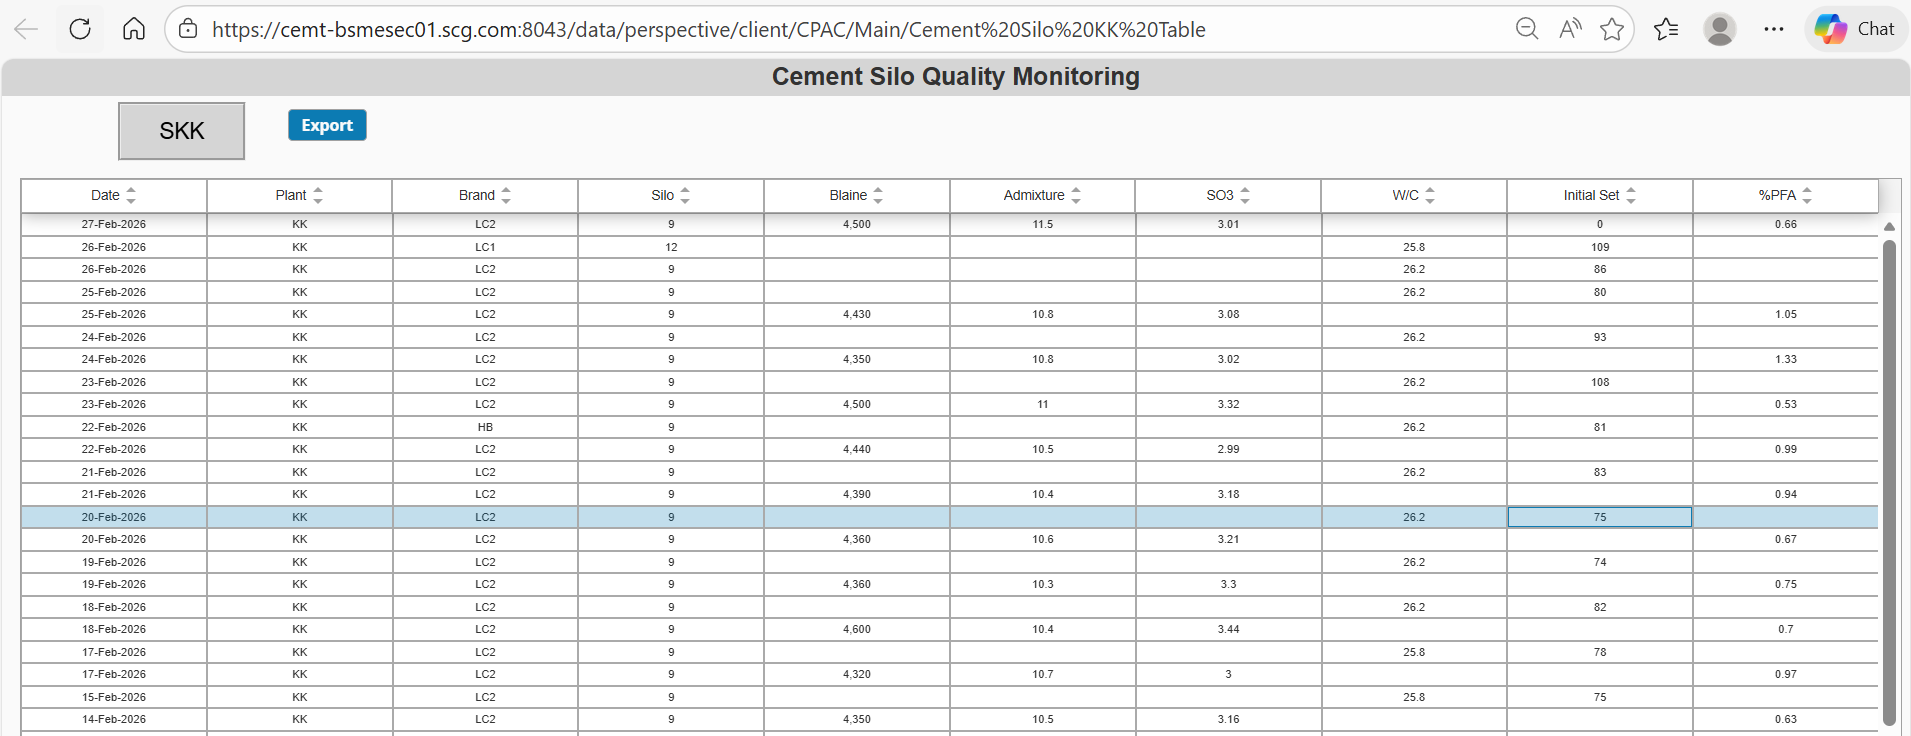 https://cemt-bsmesec01.scg.com:8043/data/perspective/client/CPAC/Main/Cement%20Silo%20KK%20Table Chat
Cement Silo Quality Monitoring
SKK Export
Date Plant Brand Silo Blaine Admixture SO3 W/C Initial Set %PFA
27-Feb-2026 KK LC2 9 4,500 11.5 3.01 0 0.66
26-Feb-2026 KK LC1 12 25.8 109
26-Feb-2026 KK LC2 9 26.2 86
25-Feb-2026 KK LC2 9 26.2 80
25-Feb-2026 KK LC2 9 4,430 10.8 3.08 1.05
24-Feb-2026 KK LC2 9 26.2 93
24-Feb-2026 KK LC2 9 4,350 10.8 3.02 1.33
23-Feb-2026 KK LC2 9 26.2 108
23-Feb-2026 KK LC2 9 4,500 11 3.32 0.53
22-Feb-2026 KK HB 9 26.2 81
22-Feb-2026 KK LC2 9 4,440 10.5 2.99 0.99
21-Feb-2026 KK LC2 9 26.2 83
21-Feb-2026 KK LC2 9 4,390 10.4 3.18 0.94
20-Feb-2026 KK LC2 9 26.2 75
20-Feb-2026 KK LC2 9 4,360 10.6 3.21 0.67
19-Feb-2026 KK LC2 9 26.2 74
19-Feb-2026 KK LC2 9 4,360 10.3 3.3 0.75
18-Feb-2026 KK LC2 9 26.2 82
18-Feb-2026 KK LC2 9 4,600 10.4 3.44 0.7
17-Feb-2026 KK LC2 9 25.8 78
17-Feb-2026 KK LC2 9 4,320 10.7 3 0.97
15-Feb-2026 KK LC2 9 25.8 75
14-Feb-2026 KK LC2 9 4,350 10.5 3.16 0.63